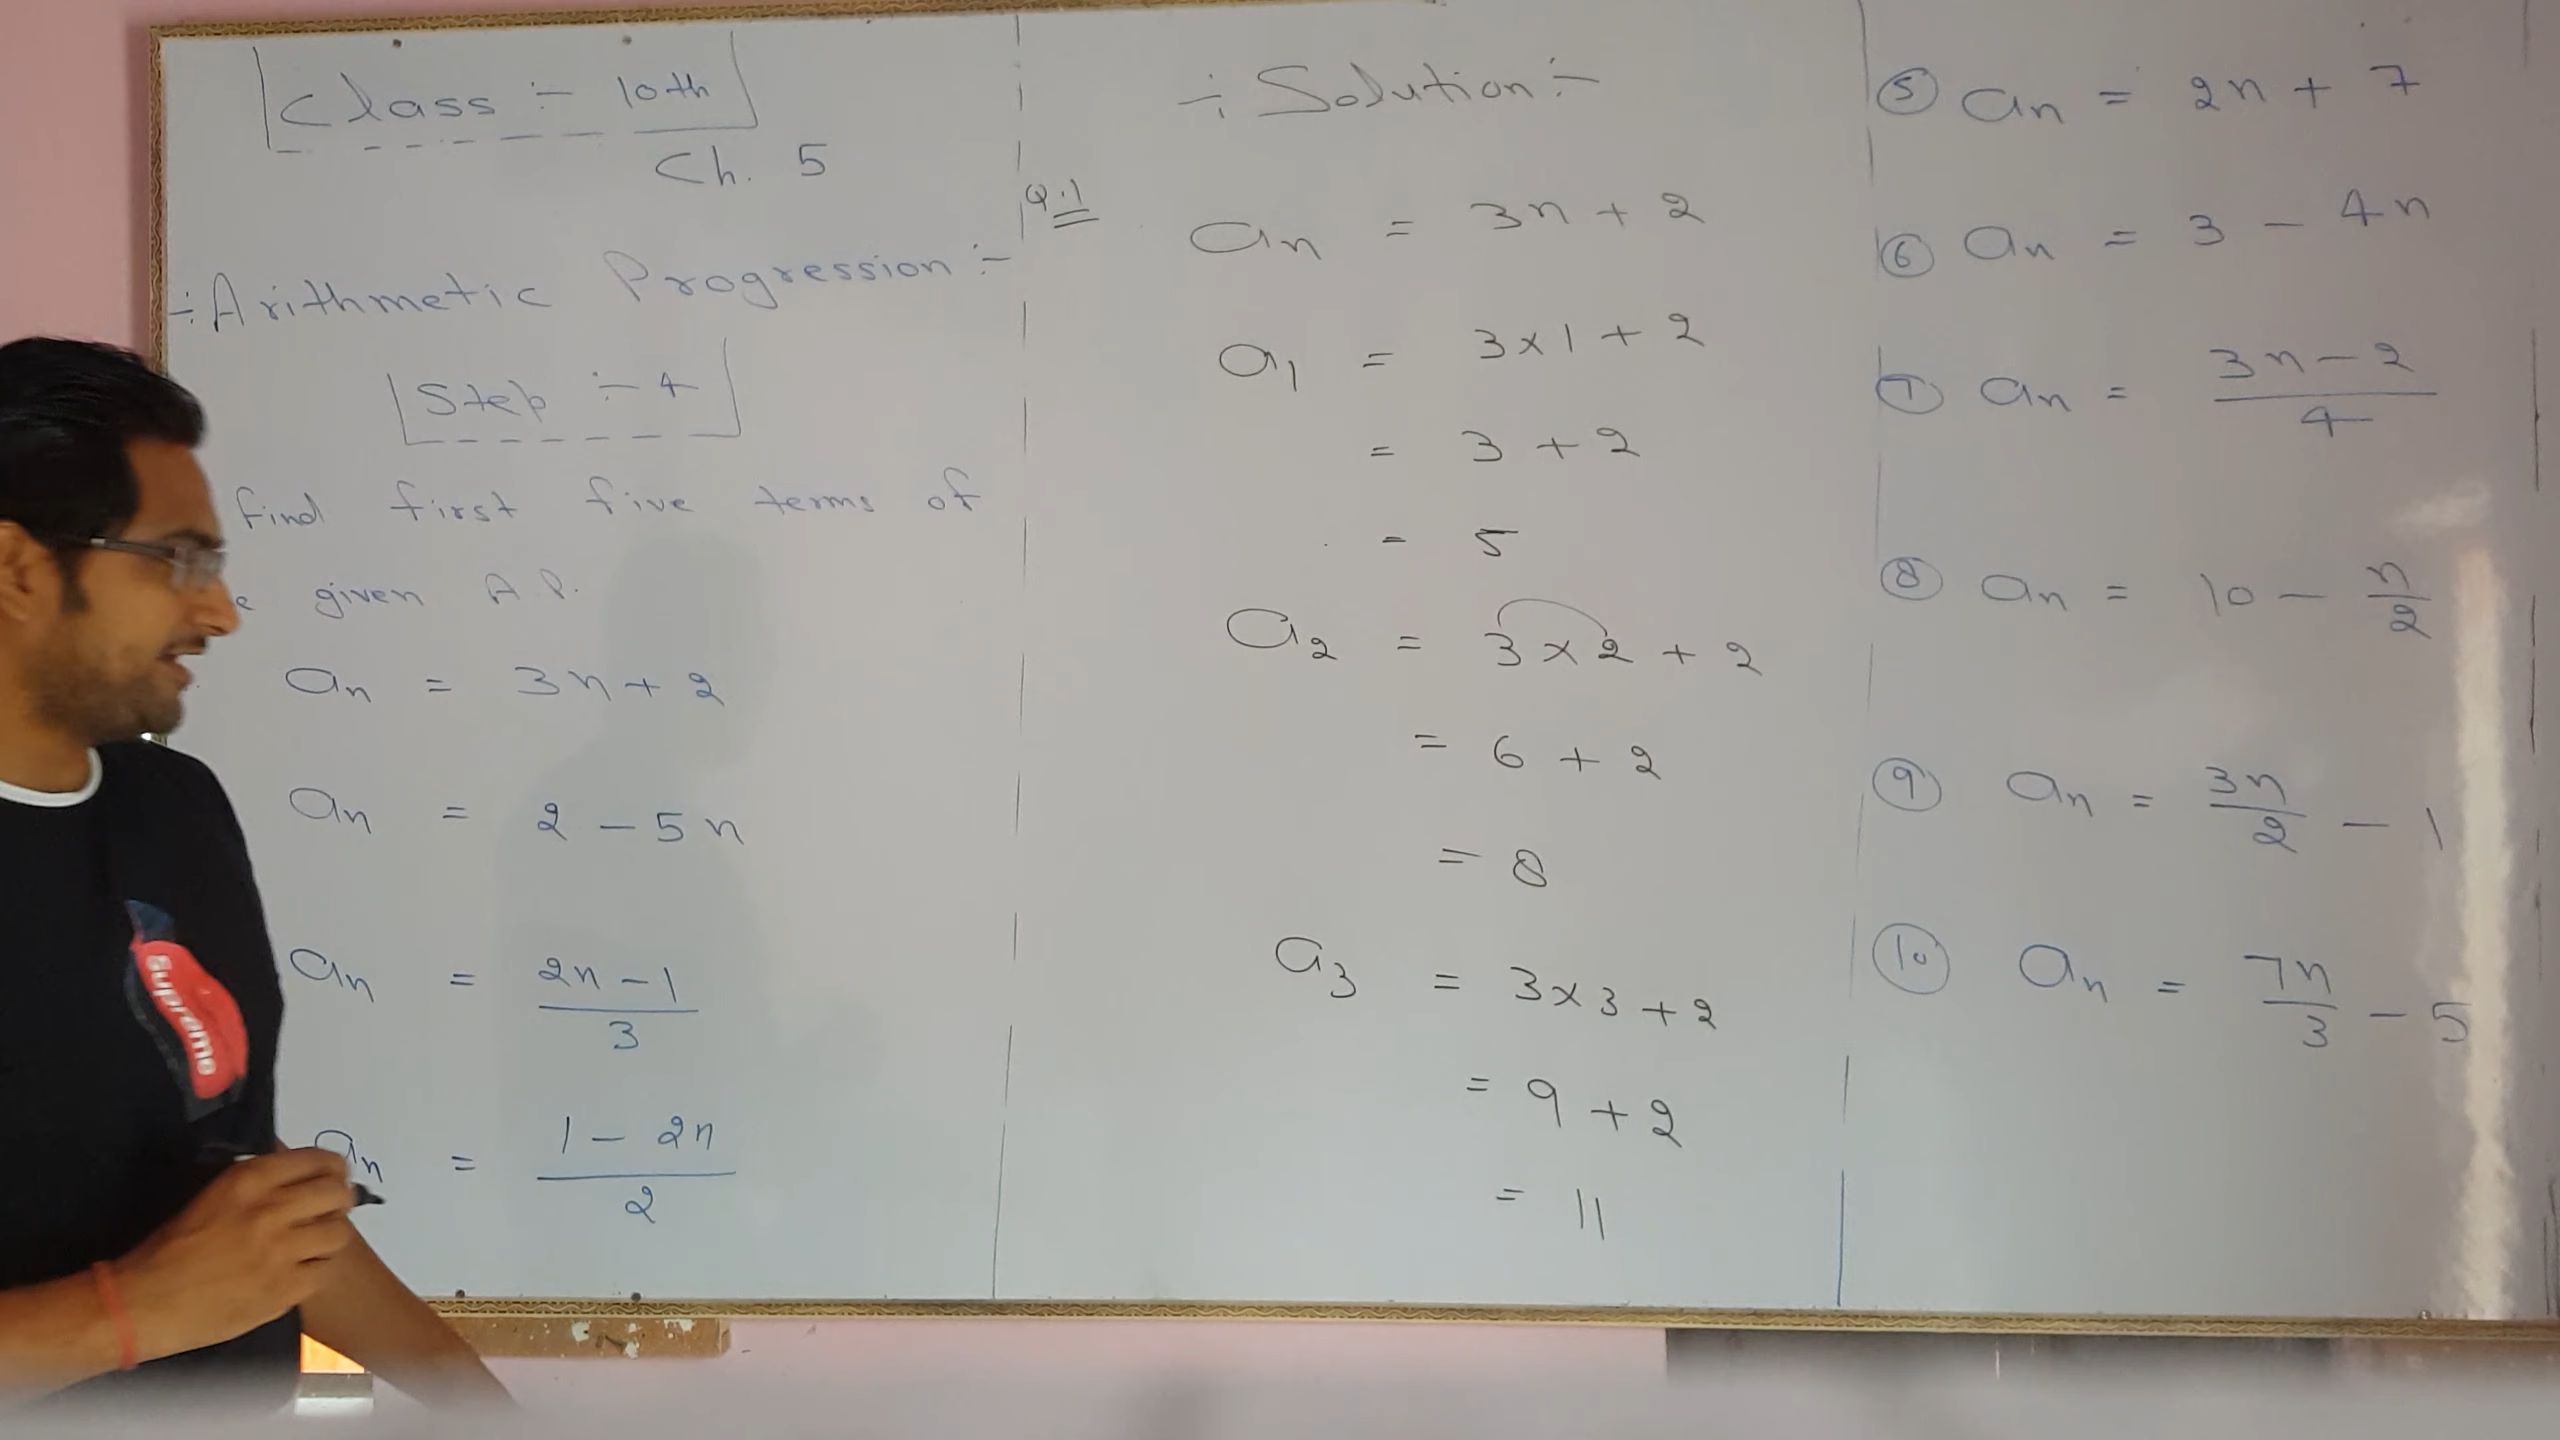 Class :- 10th
Ch. 5
÷ Arithmetic Progression :-
Step :- 4
find first five terms of
e given A.P.
an = 3n + 2
an = 2 - 5n
an = 2n - 1 / 3
an = 1 - 2n / 2
÷ Solution :-
Q.1
an = 3n + 2
a1 = 3 × 1 + 2
= 3 + 2
= 5
a2 = 3 × 2 + 2
= 6 + 2
= 8
a3 = 3 × 3 + 2
= 9 + 2
= 11
⑤ an = 2n + 7
⑥ an = 3 - 4n
⑦ an = 3n - 2 / 4
⑧ an = 10 - n/2
⑨ an = 3n/2 - 1
⑩ an = 7n/3 - 5
Supreme